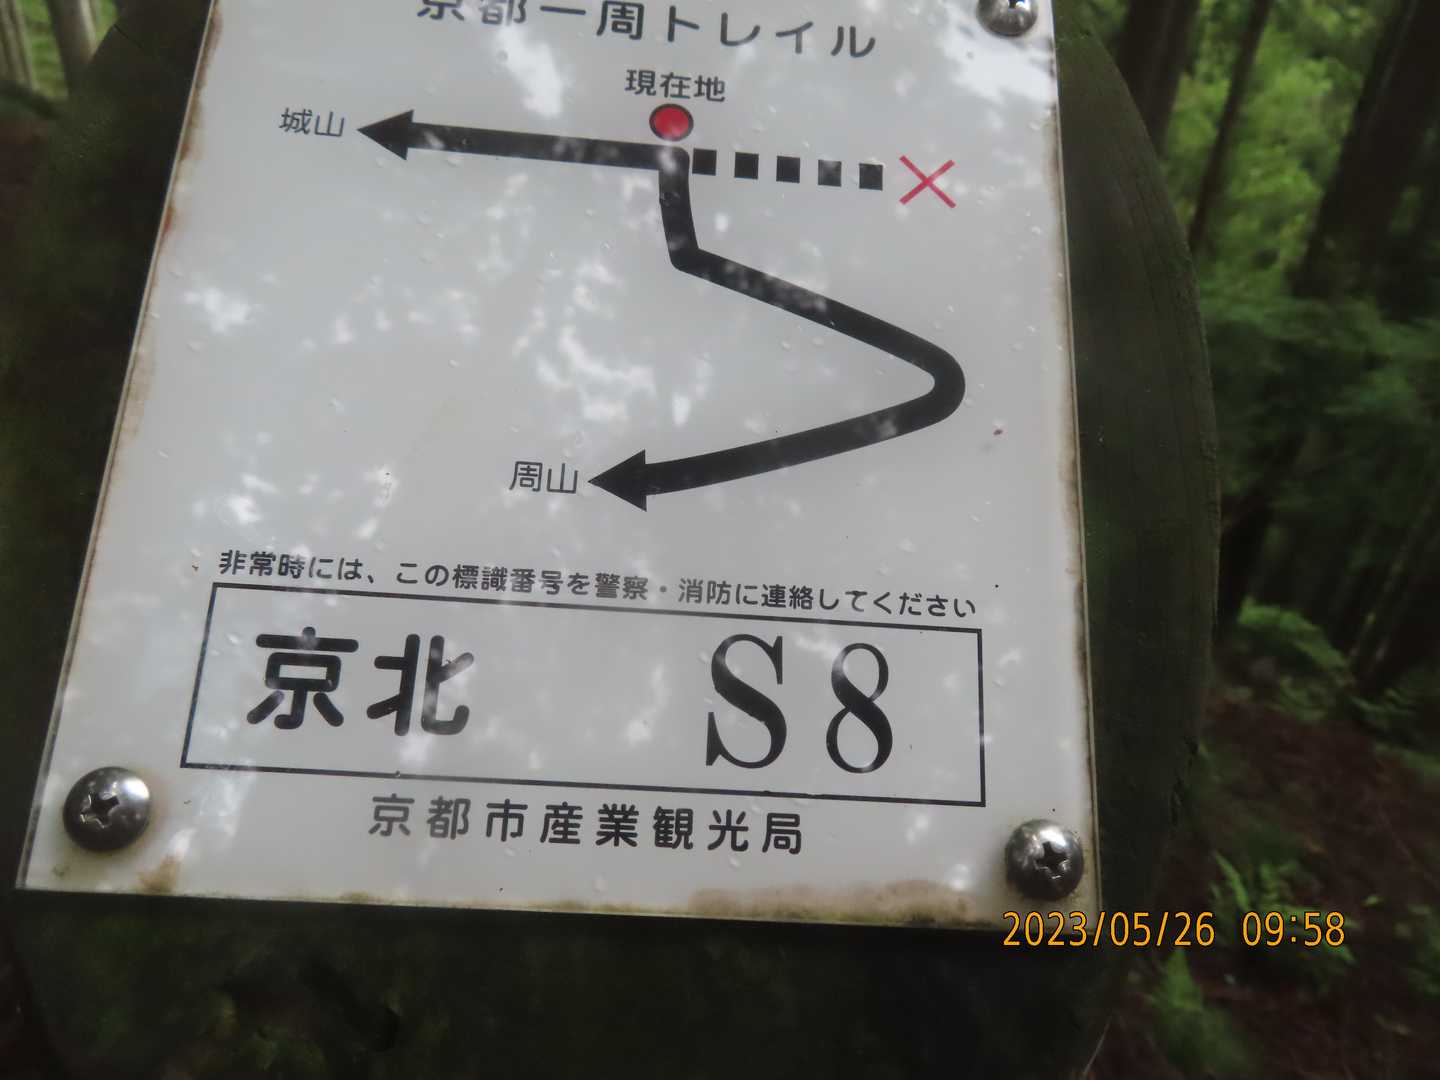 京都一周トレイル
現在地
城山
周山
非常時には、この標識番号を警察・消防に連絡してください
京北 S8
京都市産業観光局
2023/05/26 09:58